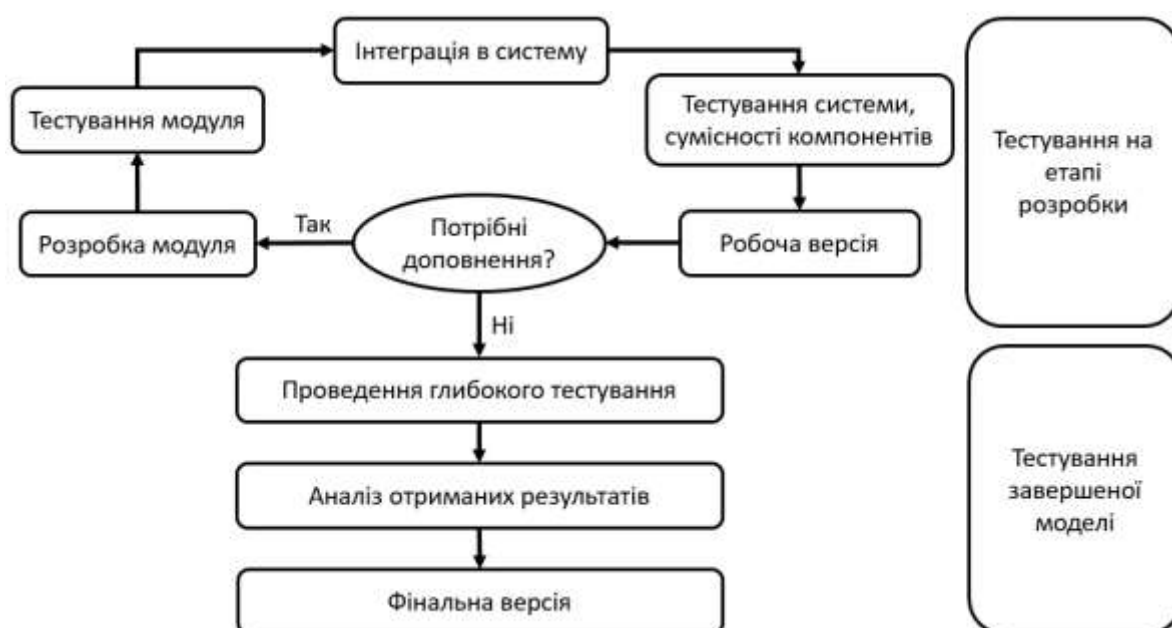 Інтеграція в систему
Тестування модуля
Тестування системи,
сумісності компонентів
Тестування на
етапі
розробки
Розробка модуля
Так
Потрібні
доповнення?
Робоча версія
Ні
Проведення глибокого тестування
Аналіз отриманих результатів
Фінальна версія
Тестування
завершеної
моделі